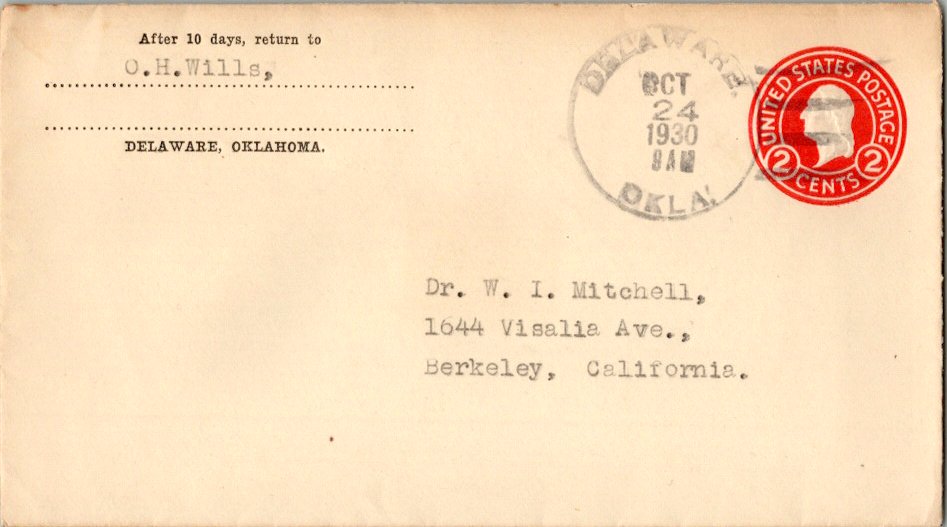 After 10 days, return to
O.H.Wills,
DELAWARE, OKLAHOMA.
DELAWARE.
OCT
24
1930
8AM
OKLA.
UNITED STATES POSTAGE
2 CENTS 2
Dr. W. I. Mitchell,
1644 Visalia Ave.,
Berkeley, California.